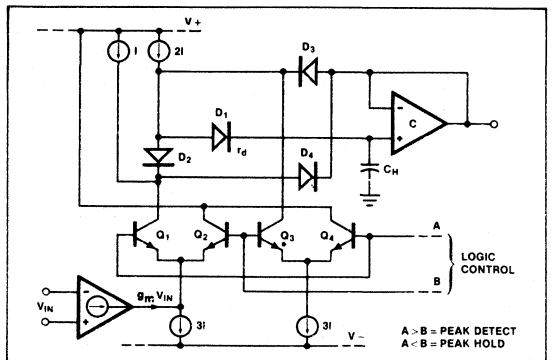 V+
I
2I
D3
D1
rd
D2
D4
−
C
+
CH
Q1
Q2
Q3
Q4
A
B
LOGIC
CONTROL
VIN
−
+
gm VIN
3I
3I
V−
A > B = PEAK DETECT
A < B = PEAK HOLD